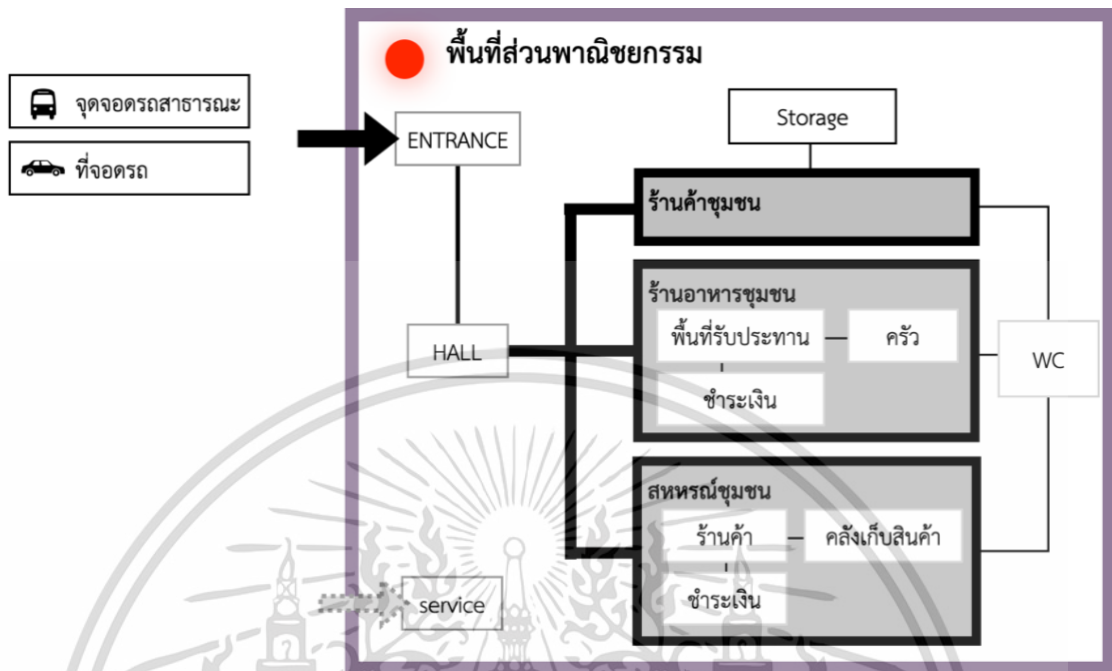 พื้นที่ส่วนพาณิชยกรรม
จุดจอดรถสาธารณะ
ที่จอดรถ
ENTRANCE
Storage
ร้านค้าชุมชน
ร้านอาหารชุมชน
พื้นที่รับประทาน
ครัว
ชำระเงิน
HALL
WC
สหหรณ์ชุมชน
ร้านค้า
คลังเก็บสินค้า
ชำระเงิน
service